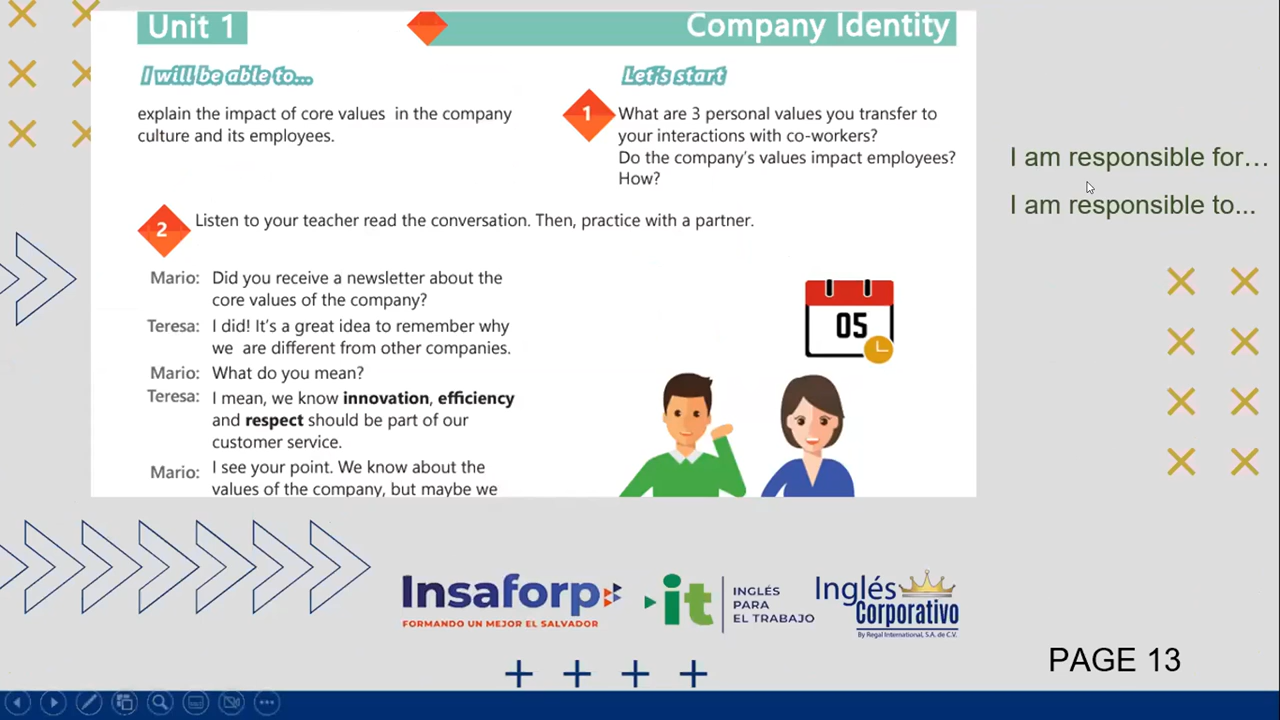 Unit 1
Company Identity
I will be able to...
explain the impact of core values in the company
culture and its employees.
Let's start
1
What are 3 personal values you transfer to
your interactions with co-workers?
Do the company's values impact employees?
How?
I am responsible for...
I am responsible to...
2
Listen to your teacher read the conversation. Then, practice with a partner.
Mario: Did you receive a newsletter about the
core values of the company?
Teresa: I did! It's a great idea to remember why
we are different from other companies.
Mario: What do you mean?
Teresa: I mean, we know innovation, efficiency
and respect should be part of our
customer service.
Mario: I see your point. We know about the
values of the company, but maybe we
05
Insaforp
FORMANDO UN MEJOR EL SALVADOR
it
INGLÉS
PARA
EL TRABAJO
Inglés
Corporativo
By Regal International, S.A. de C.V.
PAGE 13